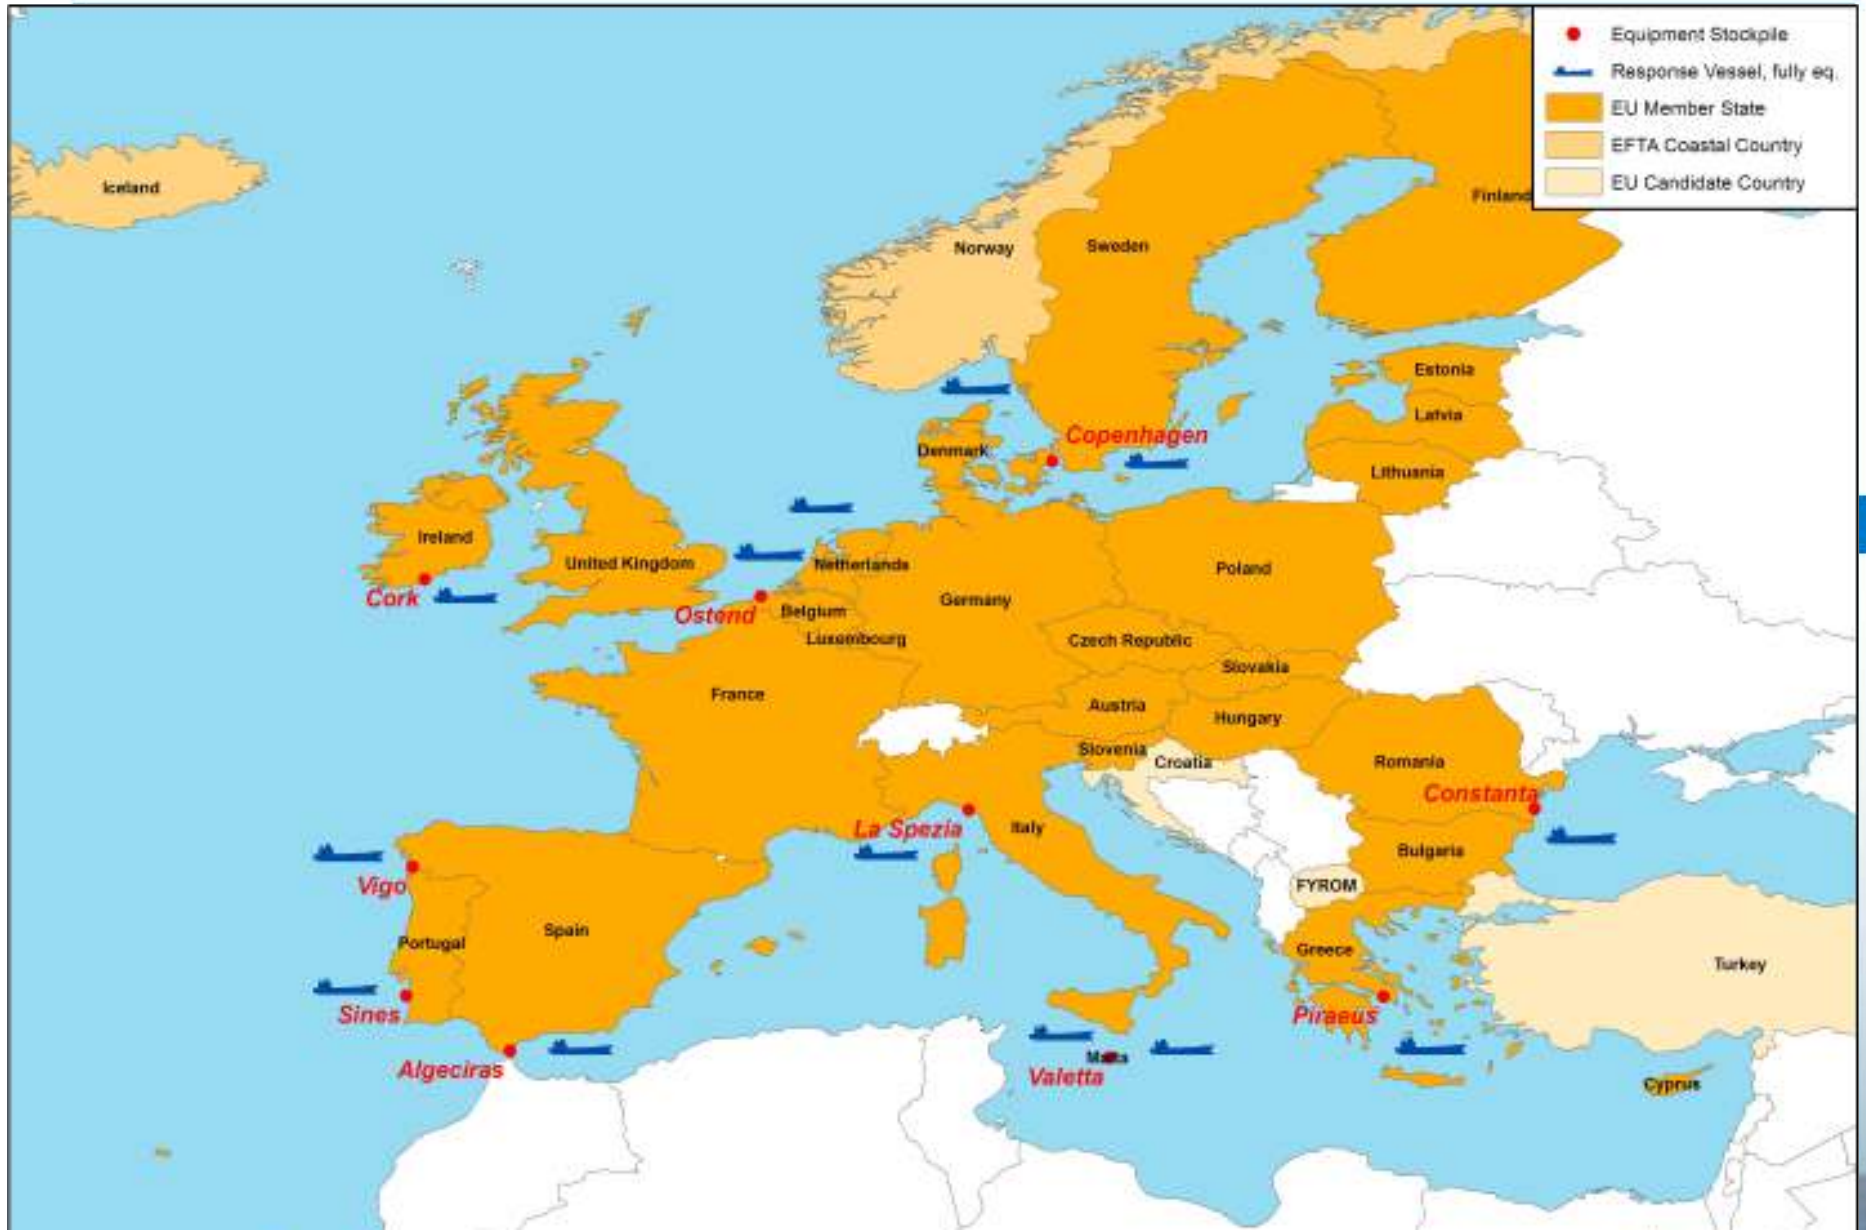 Equipment Stockpile
Response Vessel, fully eq.
EU Member State
EFTA Coastal Country
EU Candidate Country
Iceland
Finland
Norway
Sweden
Estonia
Latvia
Copenhagen
Denmark
Lithuania
Ireland
United Kingdom
Netherlands
Poland
Cork
Germany
Ostend
Belgium
Luxembourg
Czech Republic
Slovakia
France
Austria
Hungary
Slovenia
Croatia
Romania
Constanta
La Spezia
Italy
Bulgaria
Vigo
FYROM
Spain
Portugal
Greece
Turkey
Sines
Piraeus
Algeciras
Malta
Valetta
Cyprus